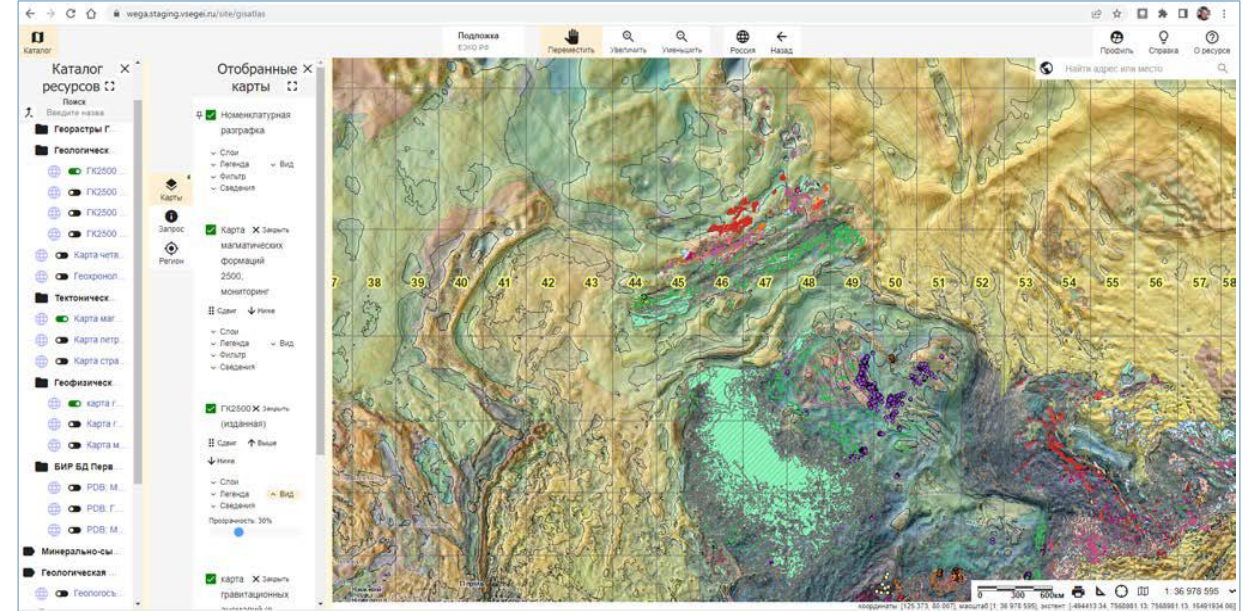 wega.staging.vsegei.ru/site/gisatlas
Каталог
Подложка
ЕЭКО РФ
Переместить
Увеличить
Уменьшить
Россия
Назад
Профиль
Справка
О ресурсе
Найти адрес или место
Каталог
ресурсов
Поиск
Введите назва
Георастры Г...
Геологическ...
ГК2500 ...
ГК2500 ...
ГК2500 ...
ГК2500 ...
Карта четв...
Геохронол...
Тектоническ...
Карта маг...
Карта петр...
Карта стра...
Геофизическ...
карта г...
Карта г...
Карта м...
БИР БД Перв...
PDB: М...
PDB: Г...
PDB: М...
Минерально-сы...
Геологическая ...
Геологось...
Карты
Запрос
Регион
Отобранные
карты
Номенклатурная
разграфка
Слои
Легенда Вид
Фильтр
Сведения
Карта Закрыть
магматических
формаций
2500,
мониторинг
Сдвиг Ниже
Слои
Легенда Вид
Фильтр
Сведения
ГК2500 Закрыть
(изданная)
Сдвиг Выше
Ниже
Слои
Легенда Вид
Сведения
Прозрачность: 30%
карта Закрыть
гравитационных
37 38 39 40 41 42 43 44 45 46 47 48 49 50 51 52 53 54 55 56 57 58
0 300 600км
1: 36 978 595